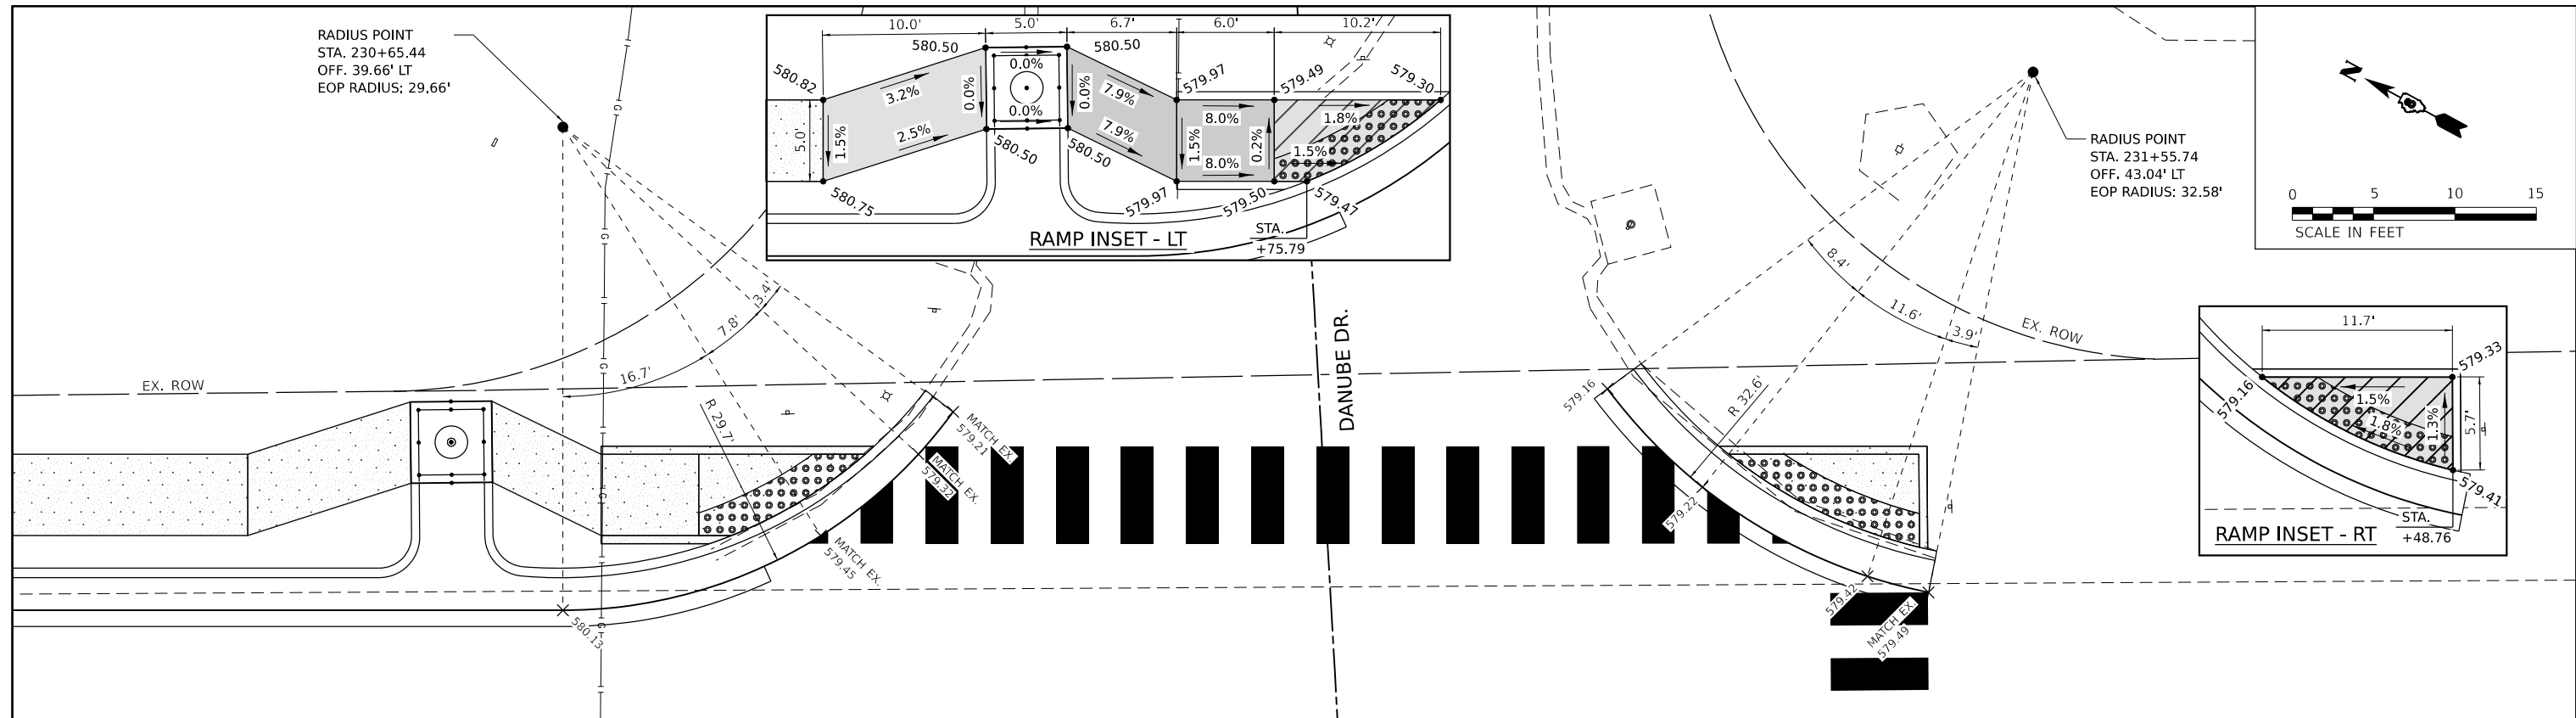 RADIUS POINT
STA. 230+65.44
OFF. 39.66' LT
EOP RADIUS; 29.66'
10.0'
5.0'
6.7'
6.0'
10.2'
580.50
580.50
580.82
0.0%
579.97
579.49
579.30
3.2%
0.0%
0.0%
7.9%
5.0'
1.5%
2.5%
0.0%
7.9%
1.5%
8.0%
8.0%
0.2%
1.8%
1.5%
580.50
580.50
580.75
579.97
579.50
579.47
RAMP INSET - LT
STA.
+75.79
N
0
5
10
15
SCALE IN FEET
RADIUS POINT
STA. 231+55.74
OFF. 43.04' LT
EOP RADIUS: 32.58'
G
G
G
G
G
G
EX. ROW
16.7'
7.8'
3.4'
R 29.7'
MATCH EX.
579.21
MATCH EX.
579.32
MATCH EX.
579.45
580.13
DANUBE DR.
8.4'
11.6'
3.9'
EX. ROW
R 32.6'
579.16
579.22
579.42
MATCH EX.
579.49
11.7'
579.33
579.16
1.5%
1.8%
1.3%
5.7'
579.41
RAMP INSET - RT
STA.
+48.76